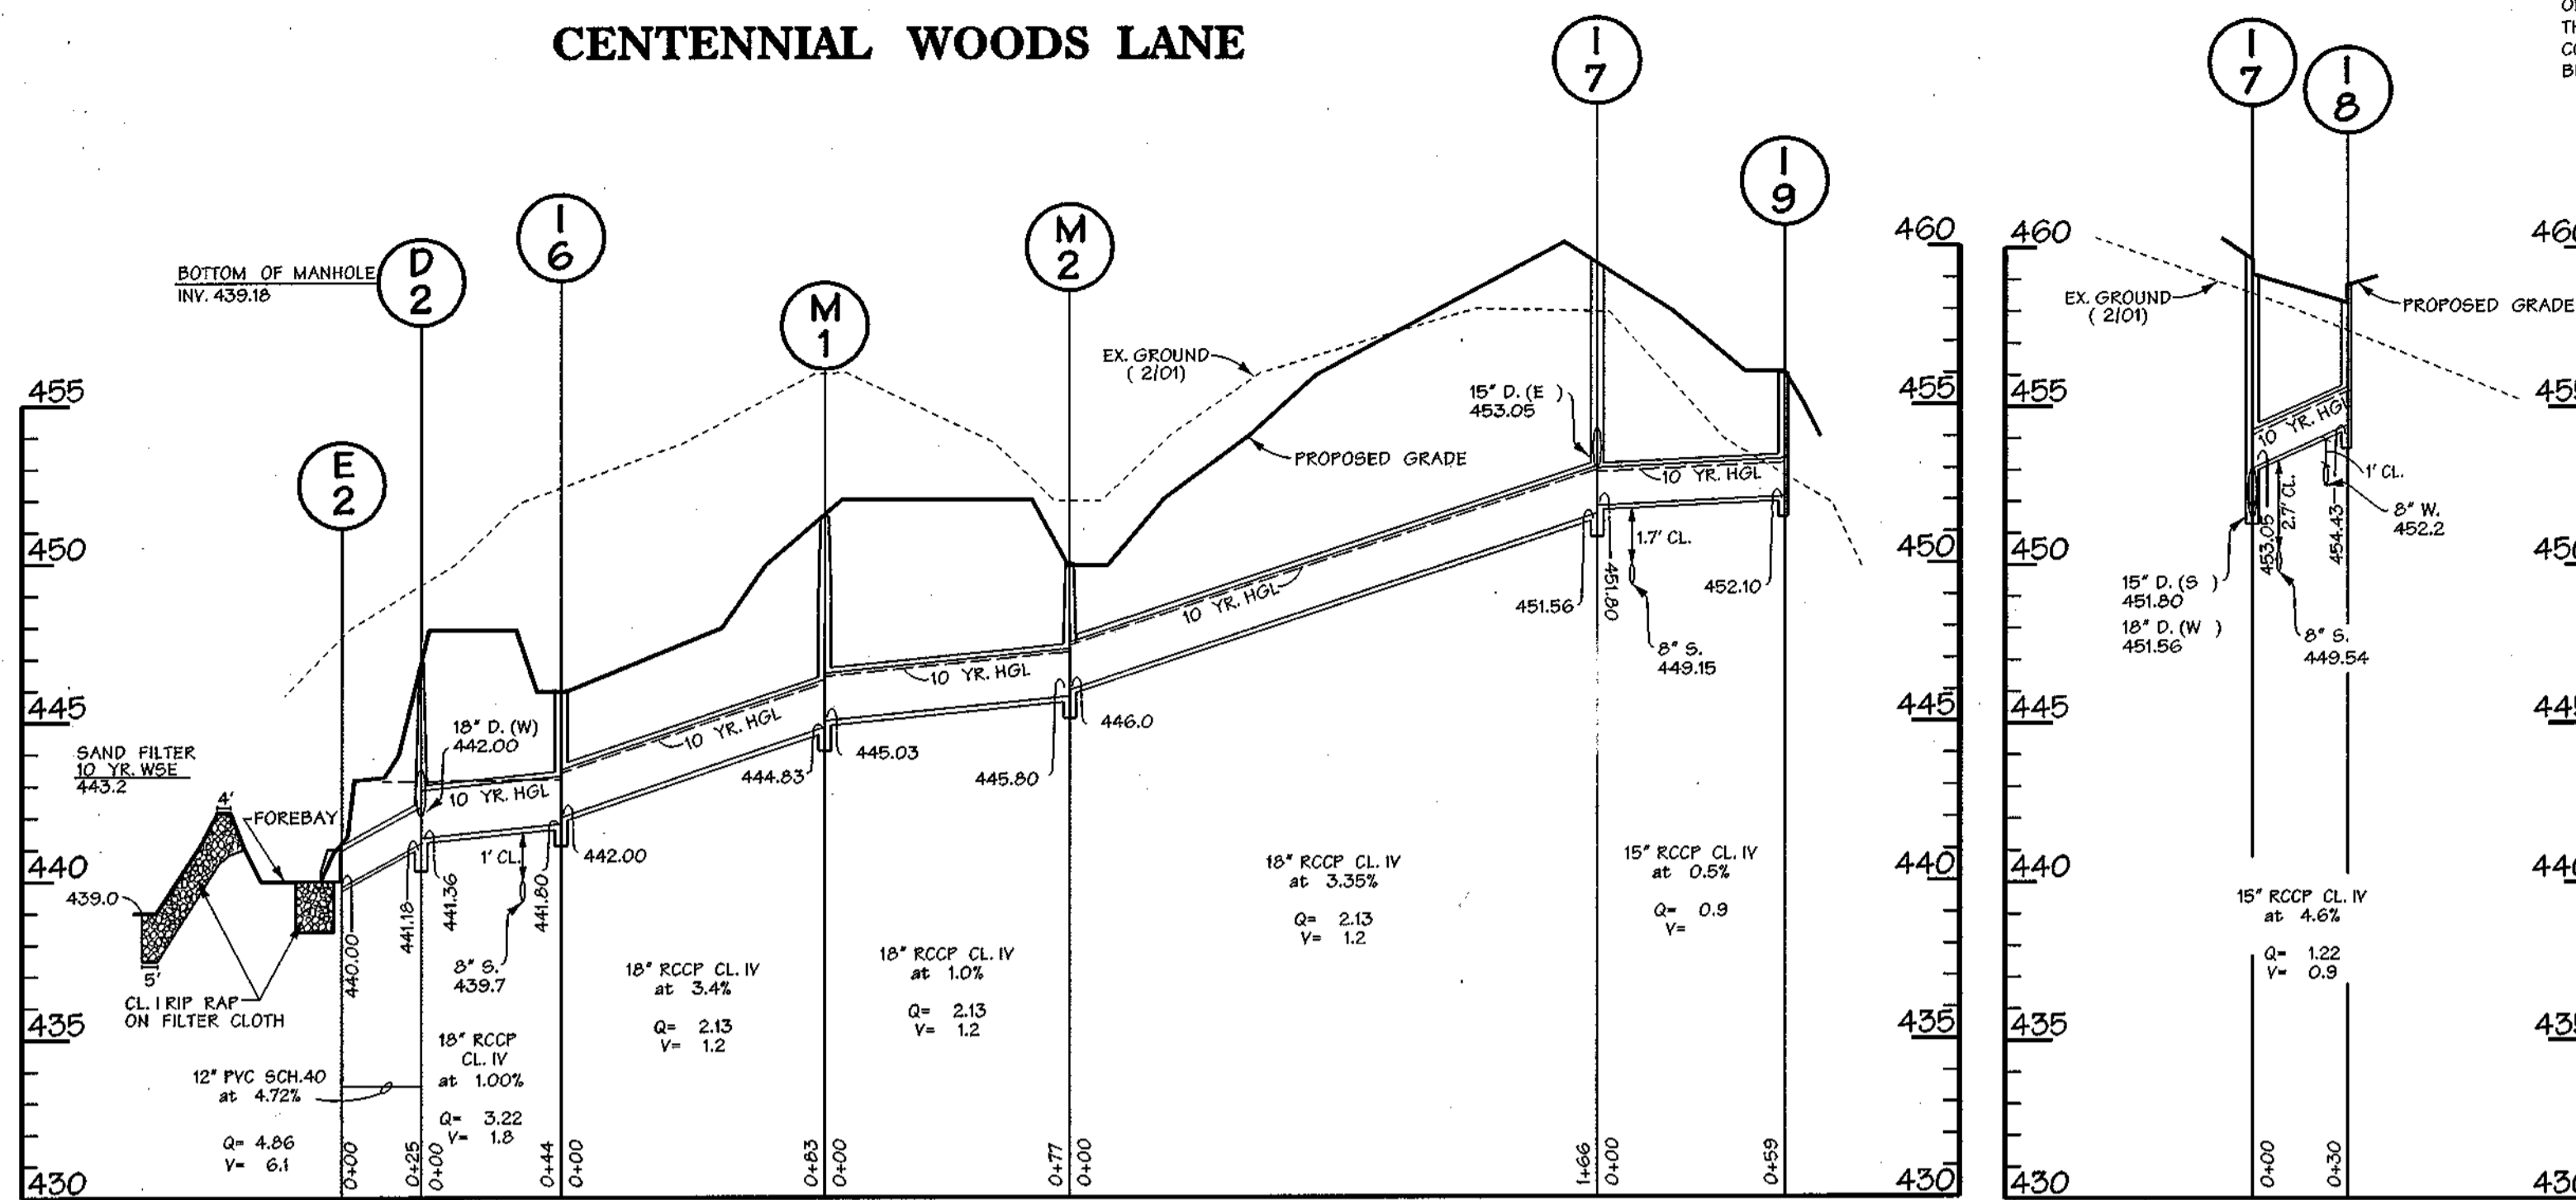 CENTENNIAL WOODS LANE
I
7
I
7
I
8
I
9
I
6
M
2
D
2
M
1
E
2
BOTTOM OF MANHOLE
INV. 439.18
EX. GROUND
( 2/01)
PROPOSED GRADE
15" D. (E )
453.05
10 YR. HGL
1.7' CL.
451.56
451.80
452.10
8" S.
449.15
10 YR. HGL
446.0
10 YR. HGL
445.80
10 YR. HGL
445.03
444.83
18" D. (W)
442.00
10 YR. HGL
SAND FILTER
10 YR. WSE
443.2
4'
FOREBAY
439.0
5'
CL. I RIP RAP
ON FILTER CLOTH
440.00
441.18
441.36
1' CL.
441.80
442.00
8" S.
439.7
12" PVC SCH.40
at 4.72%
Q= 4.86
V= 6.1
18" RCCP
CL. IV
at 1.00%
Q= 3.22
V= 1.8
18" RCCP CL. IV
at 3.4%
Q= 2.13
V= 1.2
18" RCCP CL. IV
at 1.0%
Q= 2.13
V= 1.2
18" RCCP CL. IV
at 3.35%
Q= 2.13
V= 1.2
15" RCCP CL. IV
at 0.5%
Q= 0.9
V=
0+00
0+25
0+00
0+44
0+00
0+83
0+00
0+77
0+00
1+66
0+00
0+59
455
450
445
440
435
430
460
455
450
445
440
435
430
460
455
450
445
440
435
430
EX. GROUND
( 2/01)
PROPOSED GRADE
10 YR. HGL
1' CL.
8" W.
452.2
2.7' CL.
453.05
454.43
15" D. (S )
451.80
18" D. (W )
451.56
8" S.
449.54
15" RCCP CL. IV
at 4.6%
Q= 1.22
V= 0.9
0+00
0+30